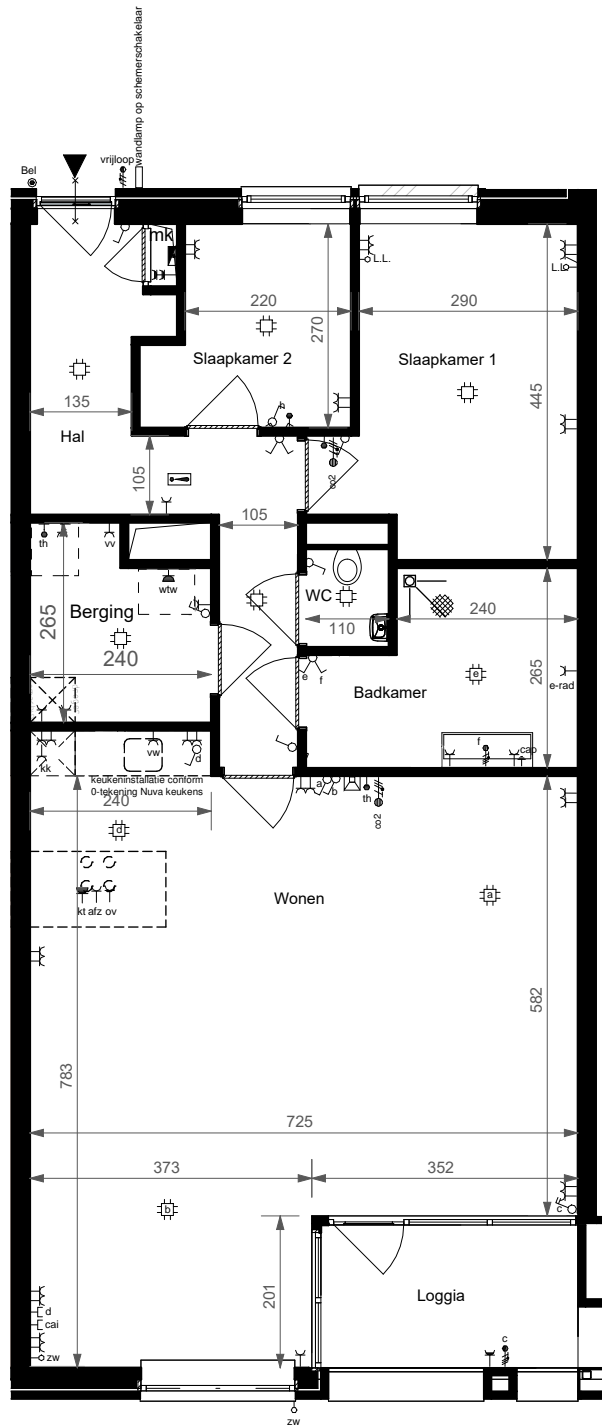 wandlamp op schemerschakelaar
vrijloop
Bel
mk
L.L.
L.L.
220
290
270
Slaapkamer 2
Slaapkamer 1
445
135
Hal
105
co2
105
th
vv
wtw
WC
110
265
Berging
240
240
265
e
f
Badkamer
e
e-rad
f
cap
kk
vw
d
keukeninstallatie conform
0-tekening Nuva keukens
240
a
b
th
co2
d
kt afz ov
Wonen
a
582
783
725
373
352
b
c
201
Loggia
d
cai
zw
c
zw